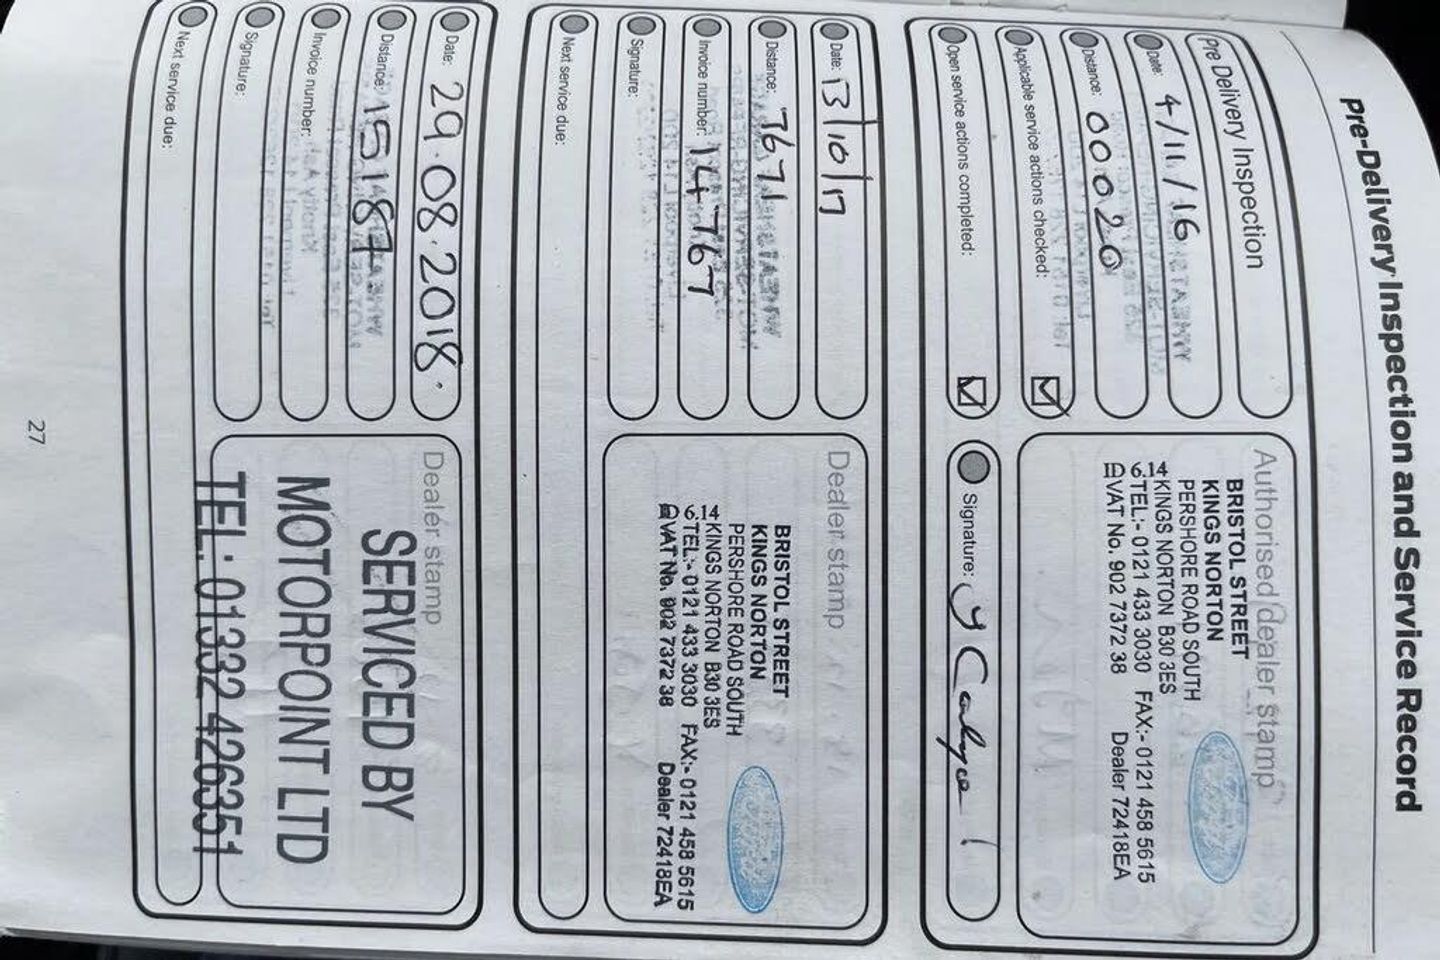 Pre-Delivery Inspection and Service Record
Pre Delivery Inspection
Date: 4/11/16
Distance: 00020
Applicable service actions checked: ☑
Open service actions completed: ☑
Authorised dealer stamp
BRISTOL STREET
KINGS NORTON
PERSHORE ROAD SOUTH
KINGS NORTON B30 3ES
TEL:- 0121 433 3030 FAX:- 0121 458 5615
VAT No. 902 7372 38 Dealer 72418EA
Signature:
Date: 13/10/17
Distance: 7671
Invoice number: 14767
Signature:
Next service due:
Dealer stamp
BRISTOL STREET
KINGS NORTON
PERSHORE ROAD SOUTH
KINGS NORTON B30 3ES
TEL:- 0121 433 3030 FAX:- 0121 458 5615
VAT No. 902 7372 38 Dealer 72418EA
Date: 29.08.2018.
Distance: 15187
Invoice number:
Signature:
Next service due:
Dealer stamp
SERVICED BY
MOTORPOINT LTD
TEL: 01332 426351
27